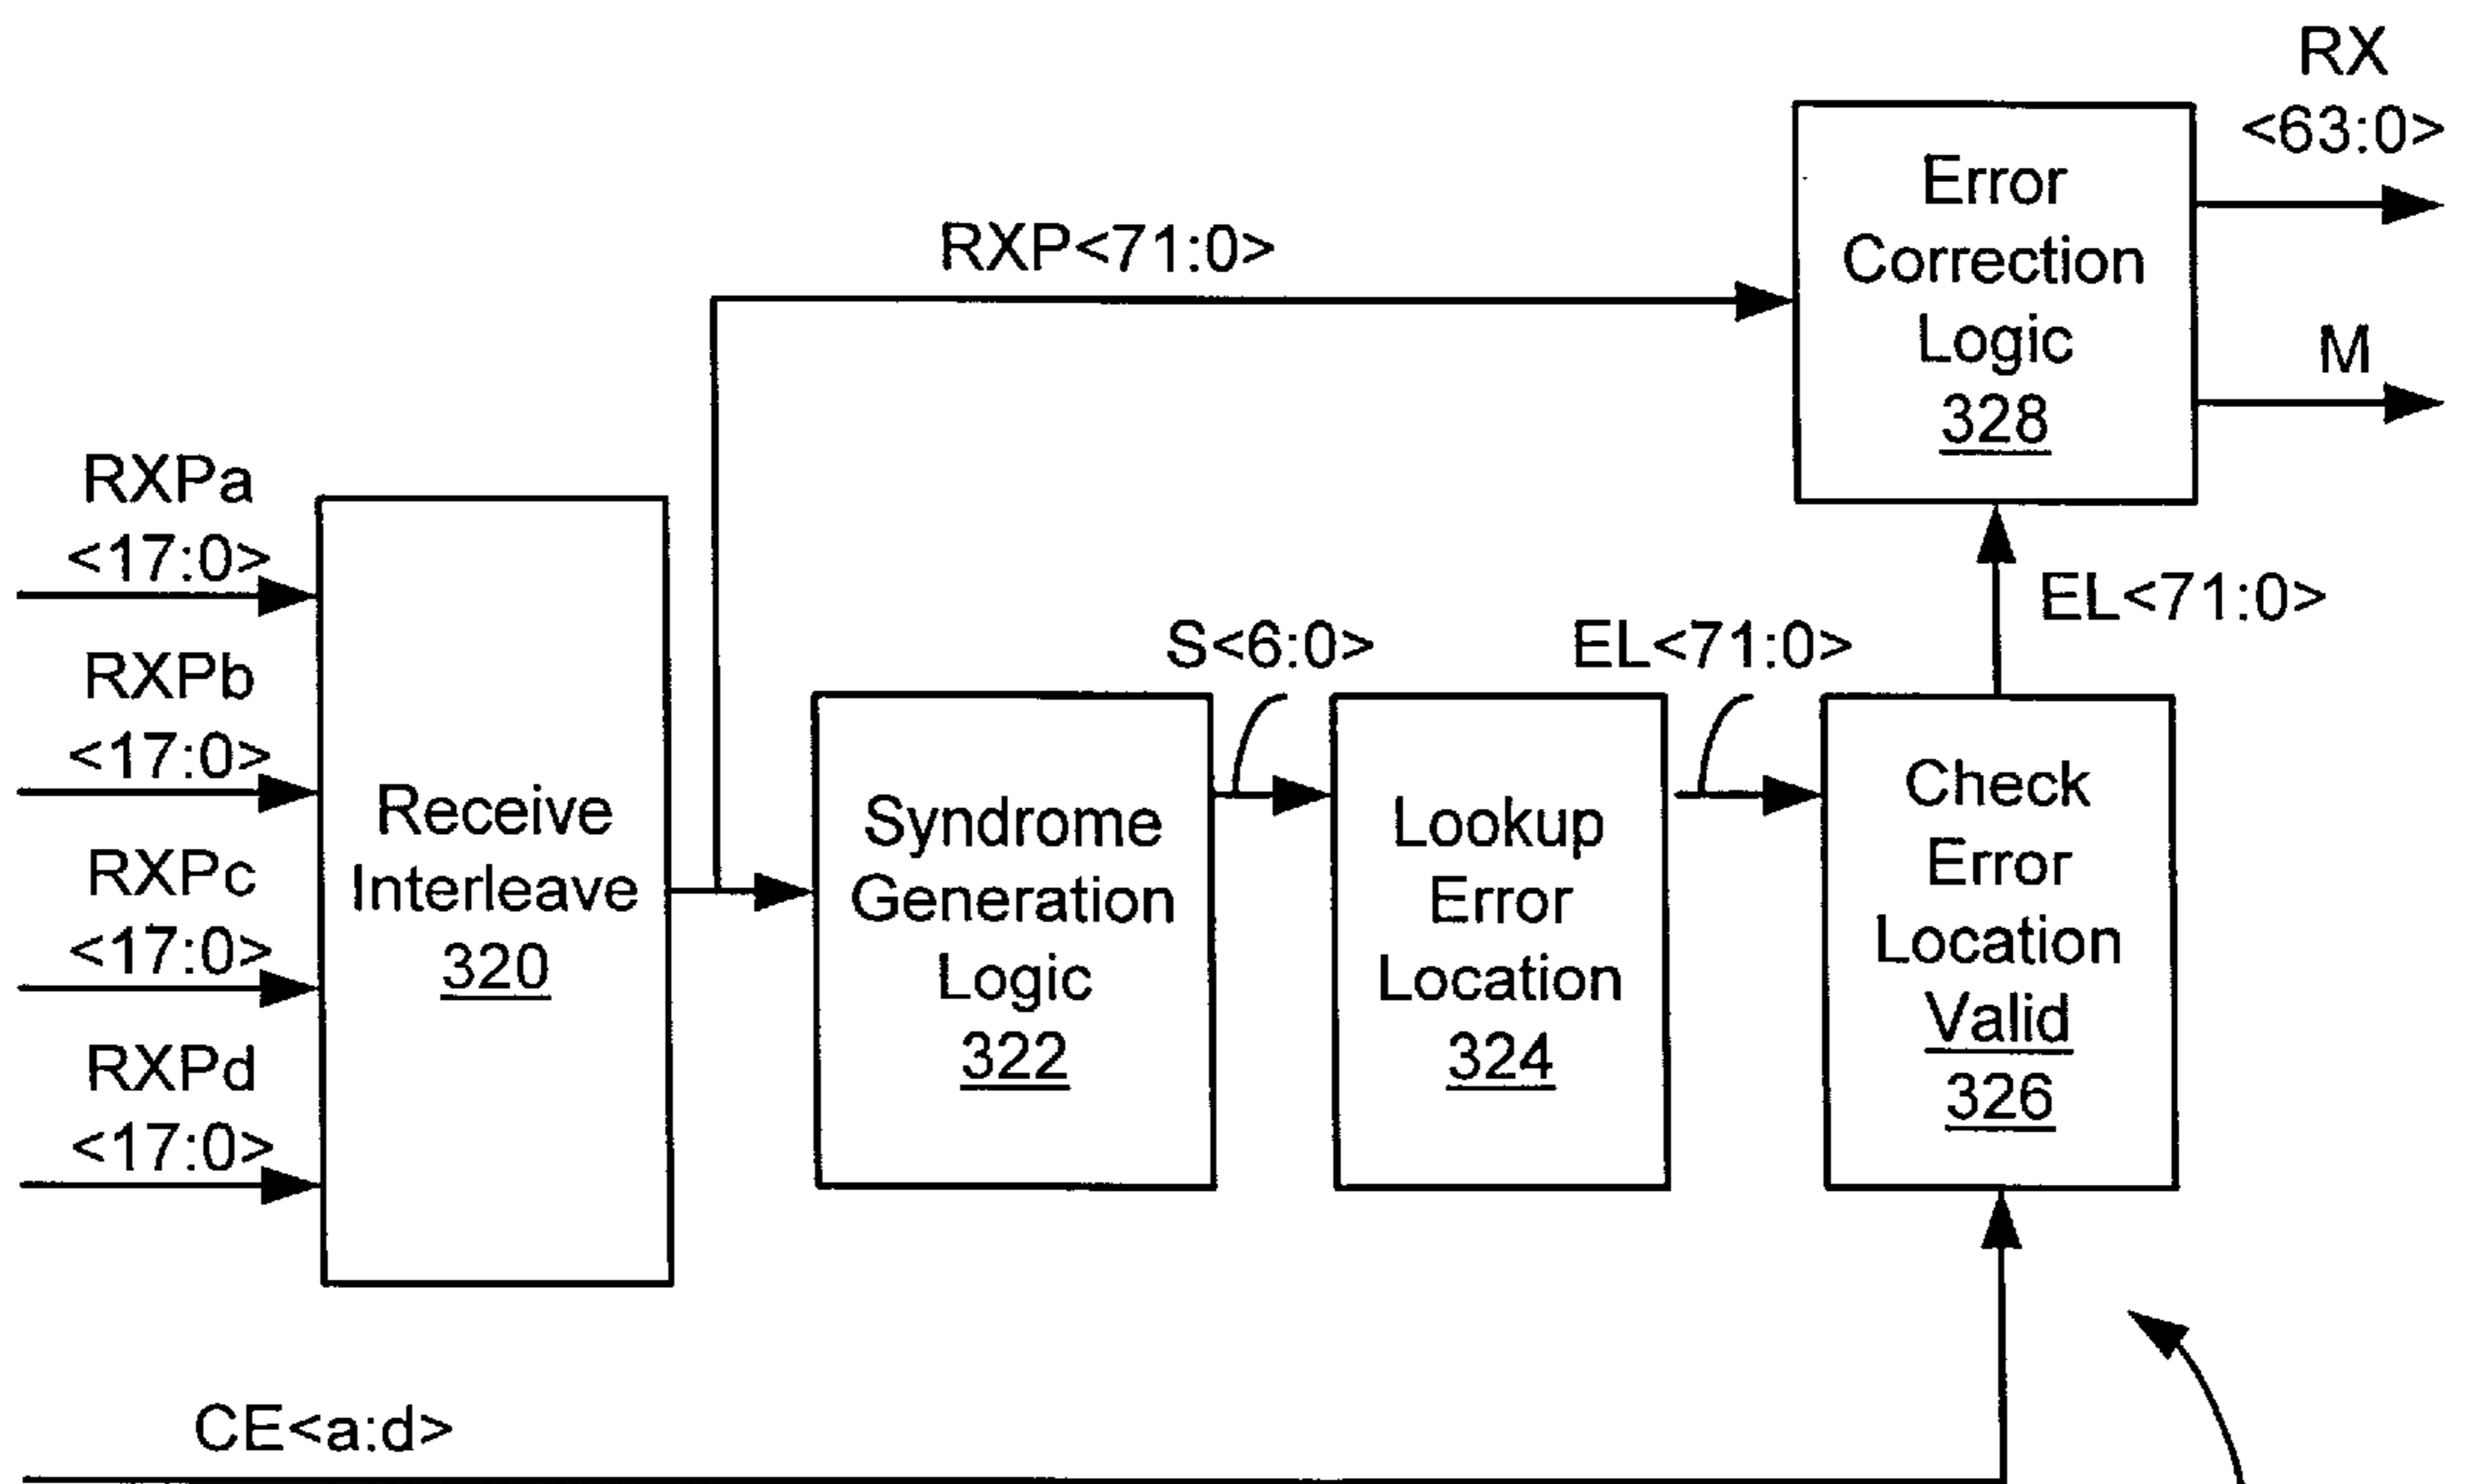 RX
<63:0>
Error
Correction
Logic
328
M
RXP<71:0>
RXPa
<17:0>
RXPb
<17:0>
RXPc
<17:0>
RXPd
<17:0>
Receive
Interleave
320
Syndrome
Generation
Logic
322
S<6:0>
Lookup
Error
Location
324
EL<71:0>
Check
Error
Location
Valid
326
EL<71:0>
CE<a:d>